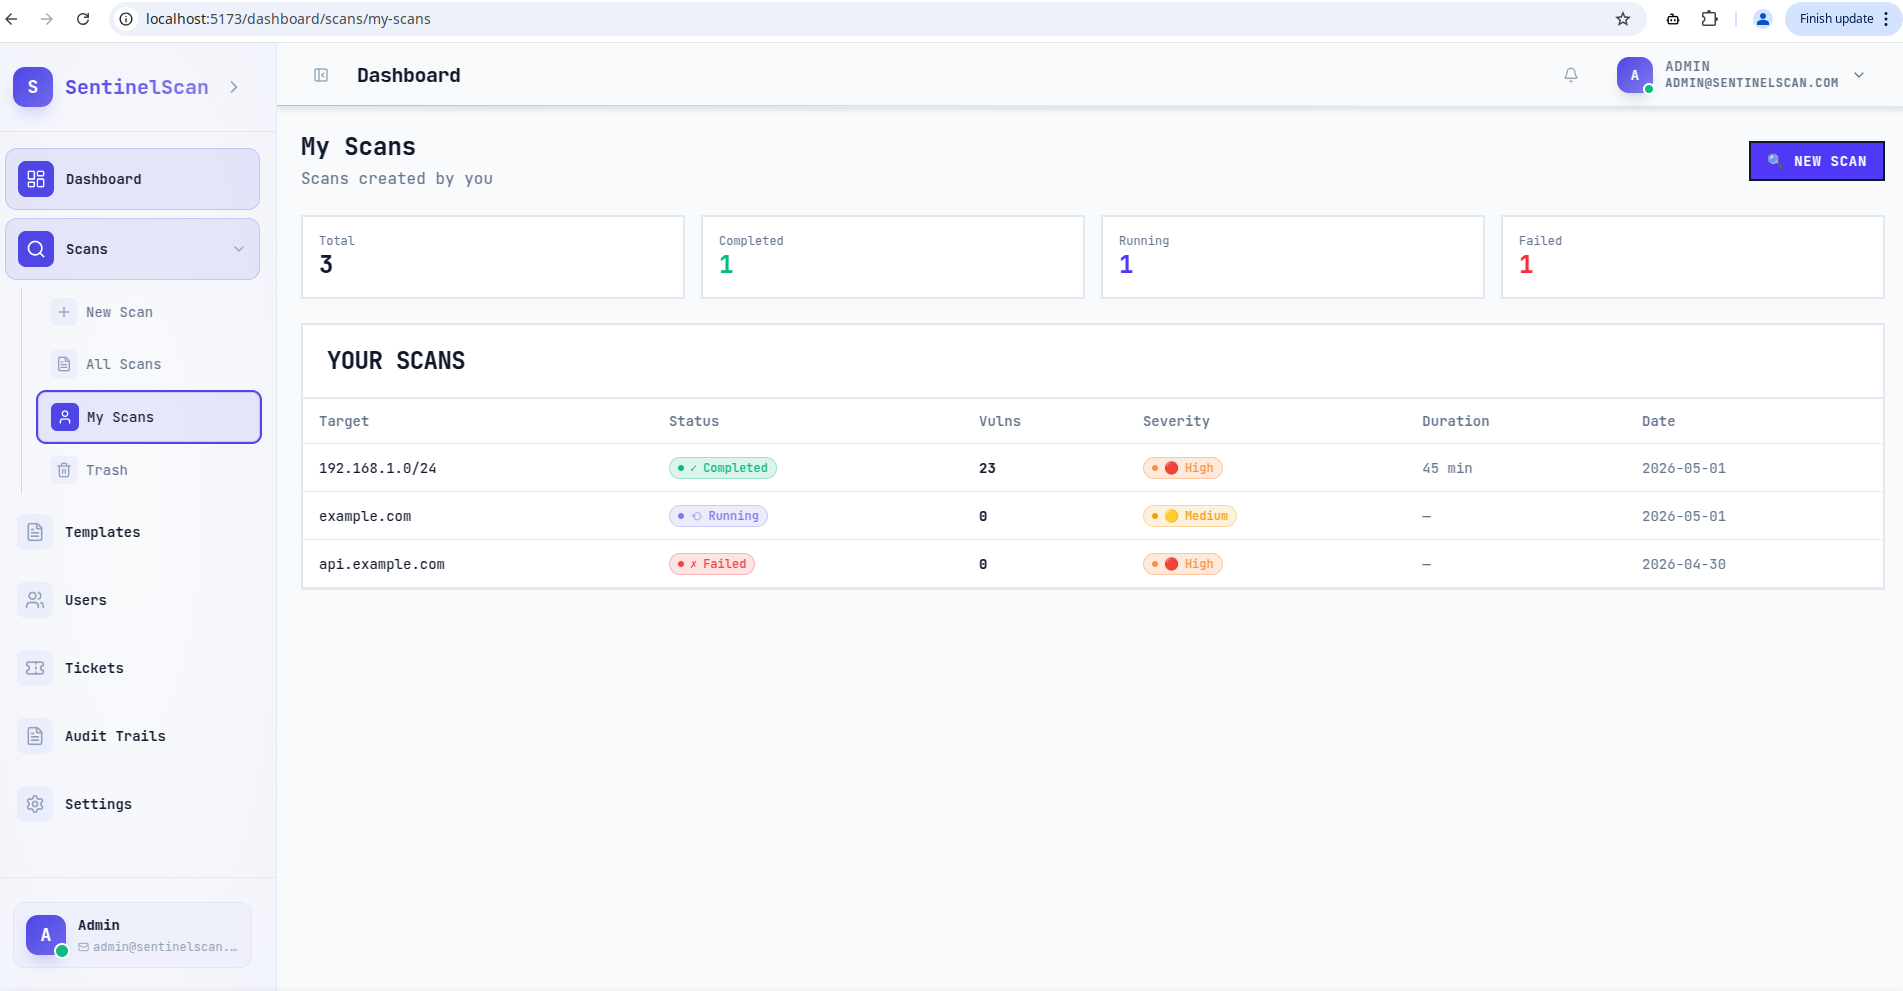 localhost:5173/dashboard/scans/my-scans
Finish update
S SentinelScan
Dashboard
A ADMIN
ADMIN@SENTINELSCAN.COM
Dashboard
Scans
New Scan
All Scans
My Scans
Trash
Templates
Users
Tickets
Audit Trails
Settings
A Admin
admin@sentinelscan.…
My Scans
Scans created by you
🔍 NEW SCAN
Total
3
Completed
1
Running
1
Failed
1
YOUR SCANS
Target Status Vulns Severity Duration Date
192.168.1.0/24 ✓ Completed 23 🔴 High 45 min 2026-05-01
example.com ⟲ Running 0 🟡 Medium — 2026-05-01
api.example.com ✗ Failed 0 🔴 High — 2026-04-30